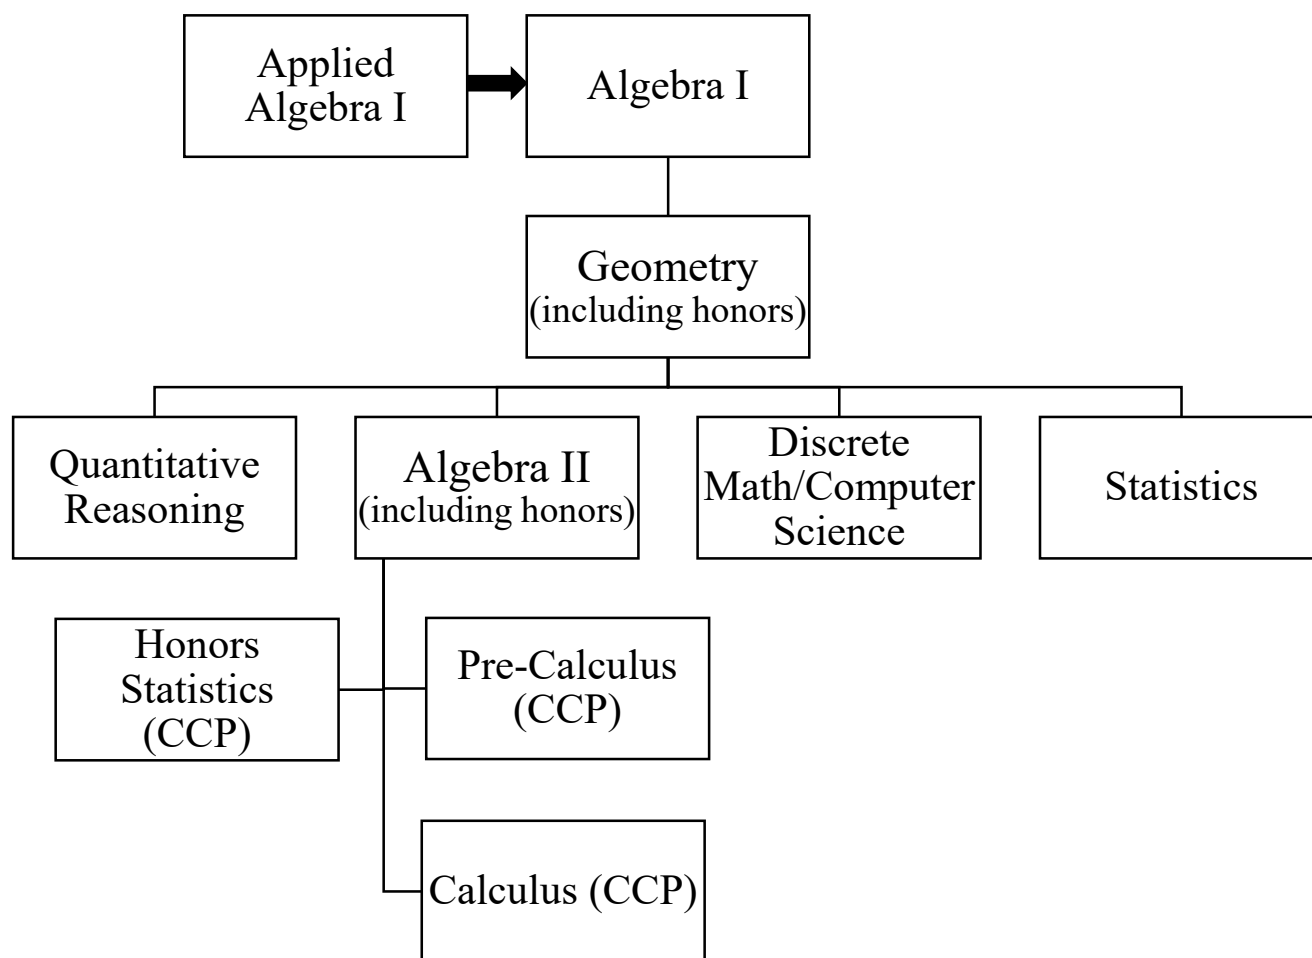 Applied
Algebra I
Algebra I
Geometry
(including honors)
Quantitative
Reasoning
Algebra II
(including honors)
Discrete
Math/Computer
Science
Statistics
Honors
Statistics
(CCP)
Pre-Calculus
(CCP)
Calculus (CCP)